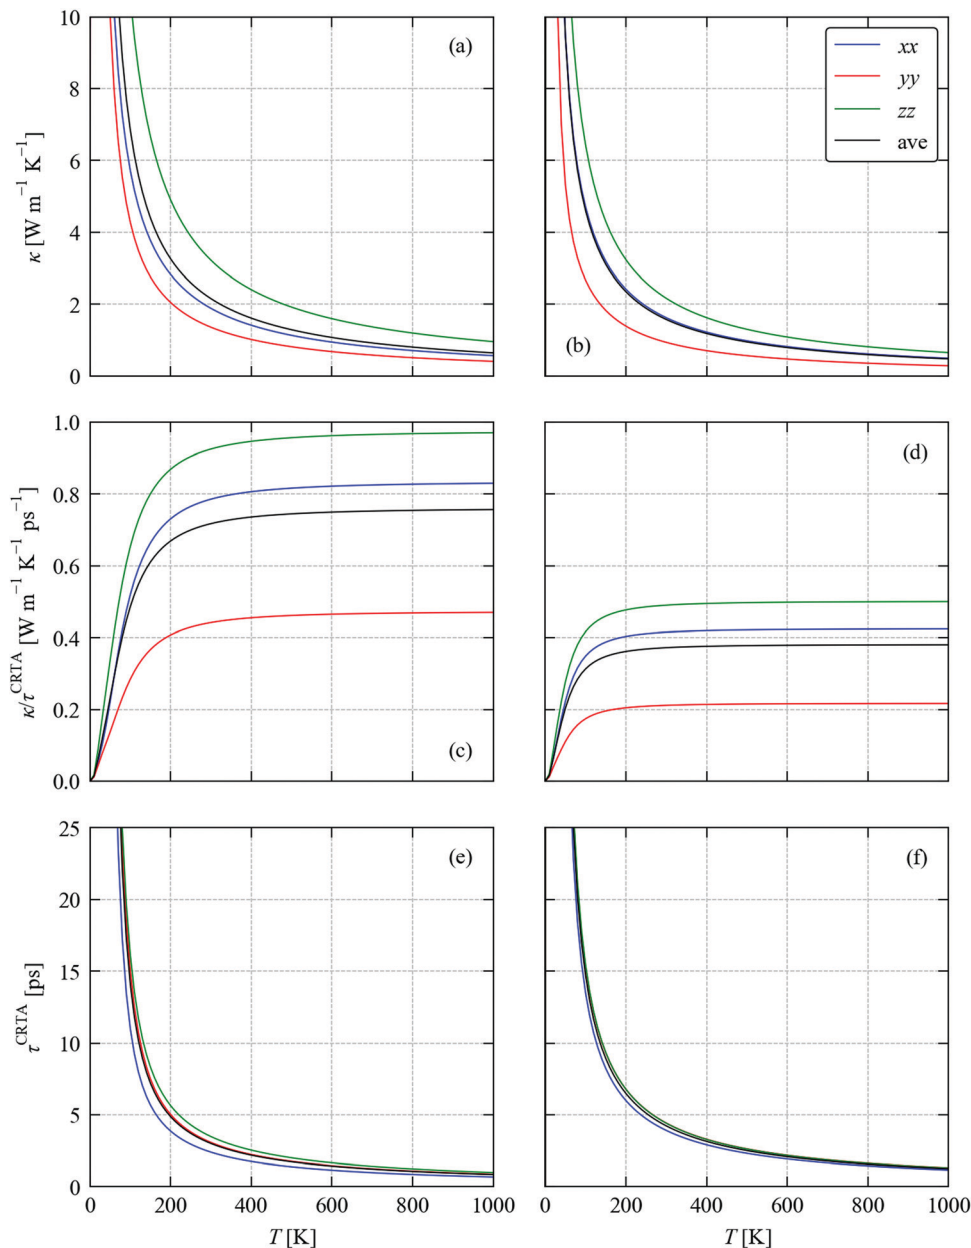 10
8
6
4
2
0
κ [W m⁻¹ K⁻¹]
(a)
(b)
xx
yy
zz
ave
1.0
0.8
0.6
0.4
0.2
0.0
κ/τᶜᴿᵀᴬ [W m⁻¹ K⁻¹ ps⁻¹]
(c)
(d)
25
20
15
10
5
0
τᶜᴿᵀᴬ [ps]
(e)
(f)
0 200 400 600 800 1000
0 200 400 600 800 1000
T [K]
T [K]